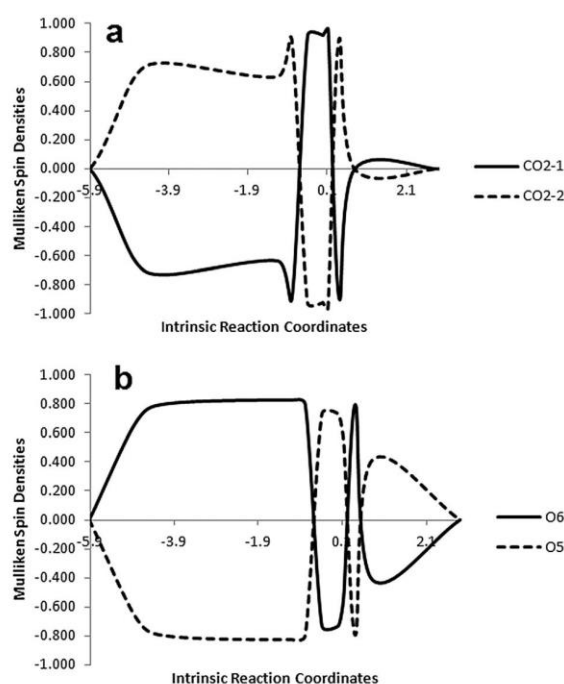 a
1.000
0.800
0.600
0.400
0.200
0.000
-0.200
-0.400
-0.600
-0.800
-1.000
Mulliken Spin Densities
-5.9 -3.9 -1.9 0.1 2.1
Intrinsic Reaction Coordinates
CO2-1
CO2-2
b
1.000
0.800
0.600
0.400
0.200
0.000
-0.200
-0.400
-0.600
-0.800
-1.000
Mulliken Spin Densities
-5.9 -3.9 -1.9 0.1 2.1
Intrinsic Reaction Coordinates
O6
O5